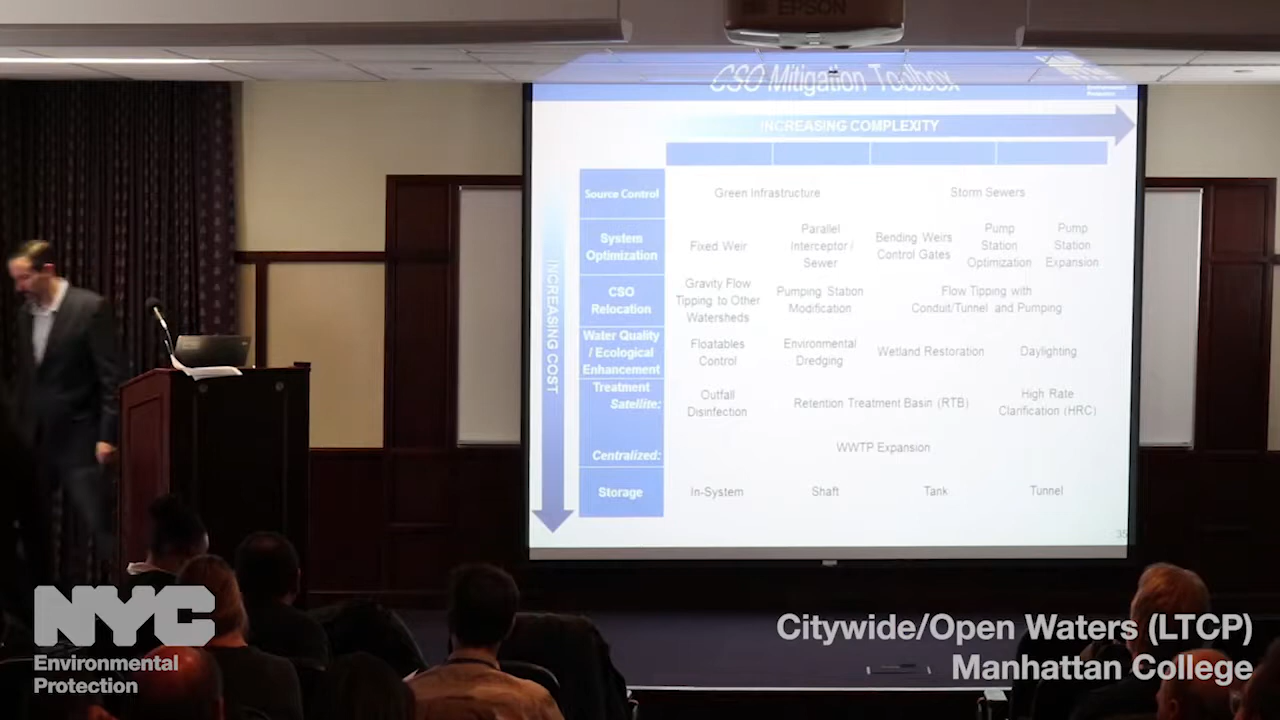 EPSON
CSO Mitigation Toolbox
Environmental
Protection
INCREASING COMPLEXITY
INCREASING COST
Source Control
Green Infrastructure
Storm Sewers
System
Optimization
Fixed Weir
Parallel
Interceptor /
Sewer
Bending Weirs
Control Gates
Pump
Station
Optimization
Pump
Station
Expansion
CSO
Relocation
Gravity Flow
Tipping to Other
Watersheds
Pumping Station
Modification
Flow Tipping with
Conduit/Tunnel and Pumping
Water Quality
/ Ecological
Enhancement
Floatables
Control
Environmental
Dredging
Wetland Restoration
Daylighting
Treatment
Satellite:
Outfall
Disinfection
Retention Treatment Basin (RTB)
High Rate
Clarification (HRC)
Centralized:
WWTP Expansion
Storage
In-System
Shaft
Tank
Tunnel
35
NYC
Environmental
Protection
Citywide/Open Waters (LTCP)
Manhattan College